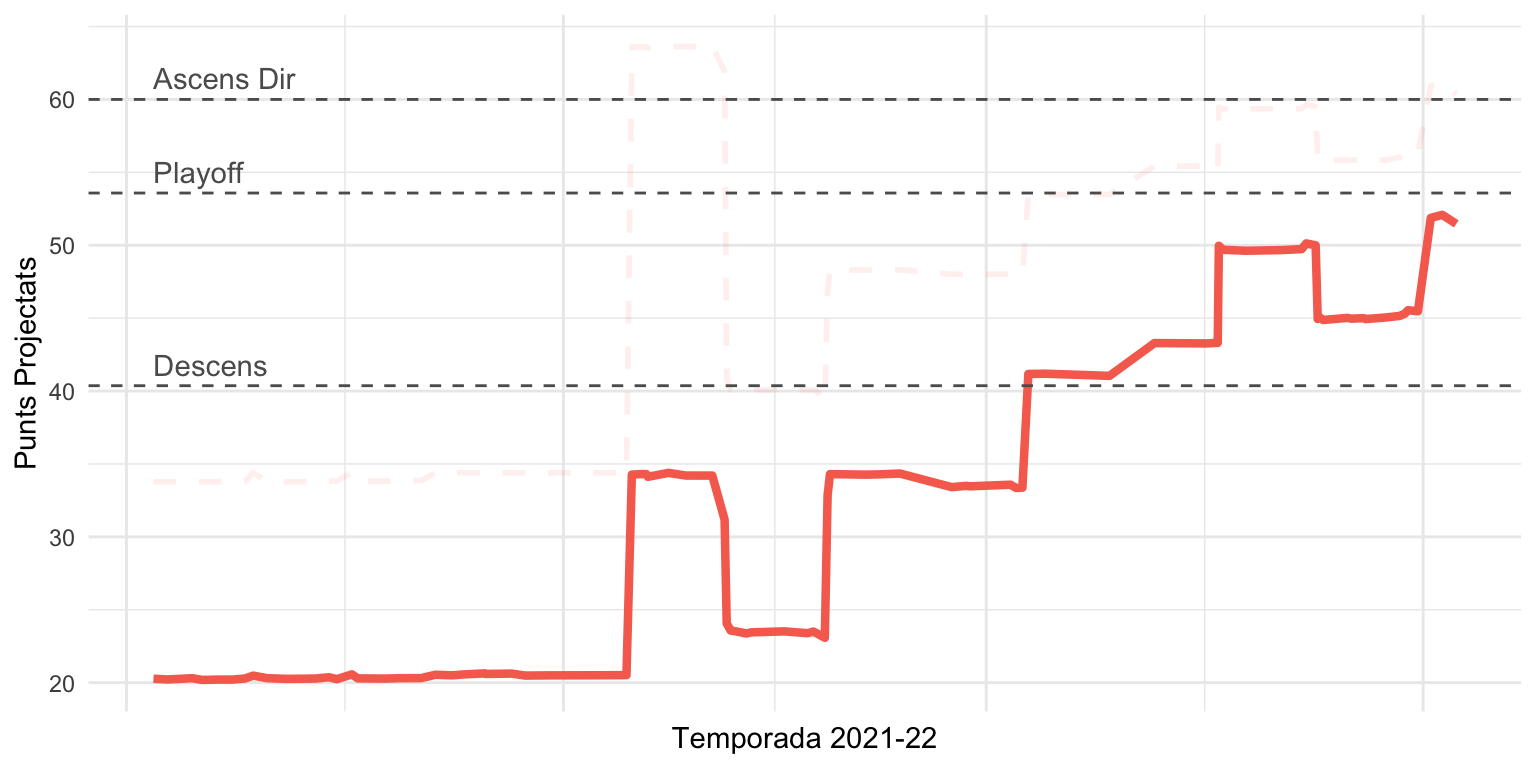 Ascens Dir
60
Playoff
50
Descens
40
30
20
Punts Projectats
Temporada 2021-22